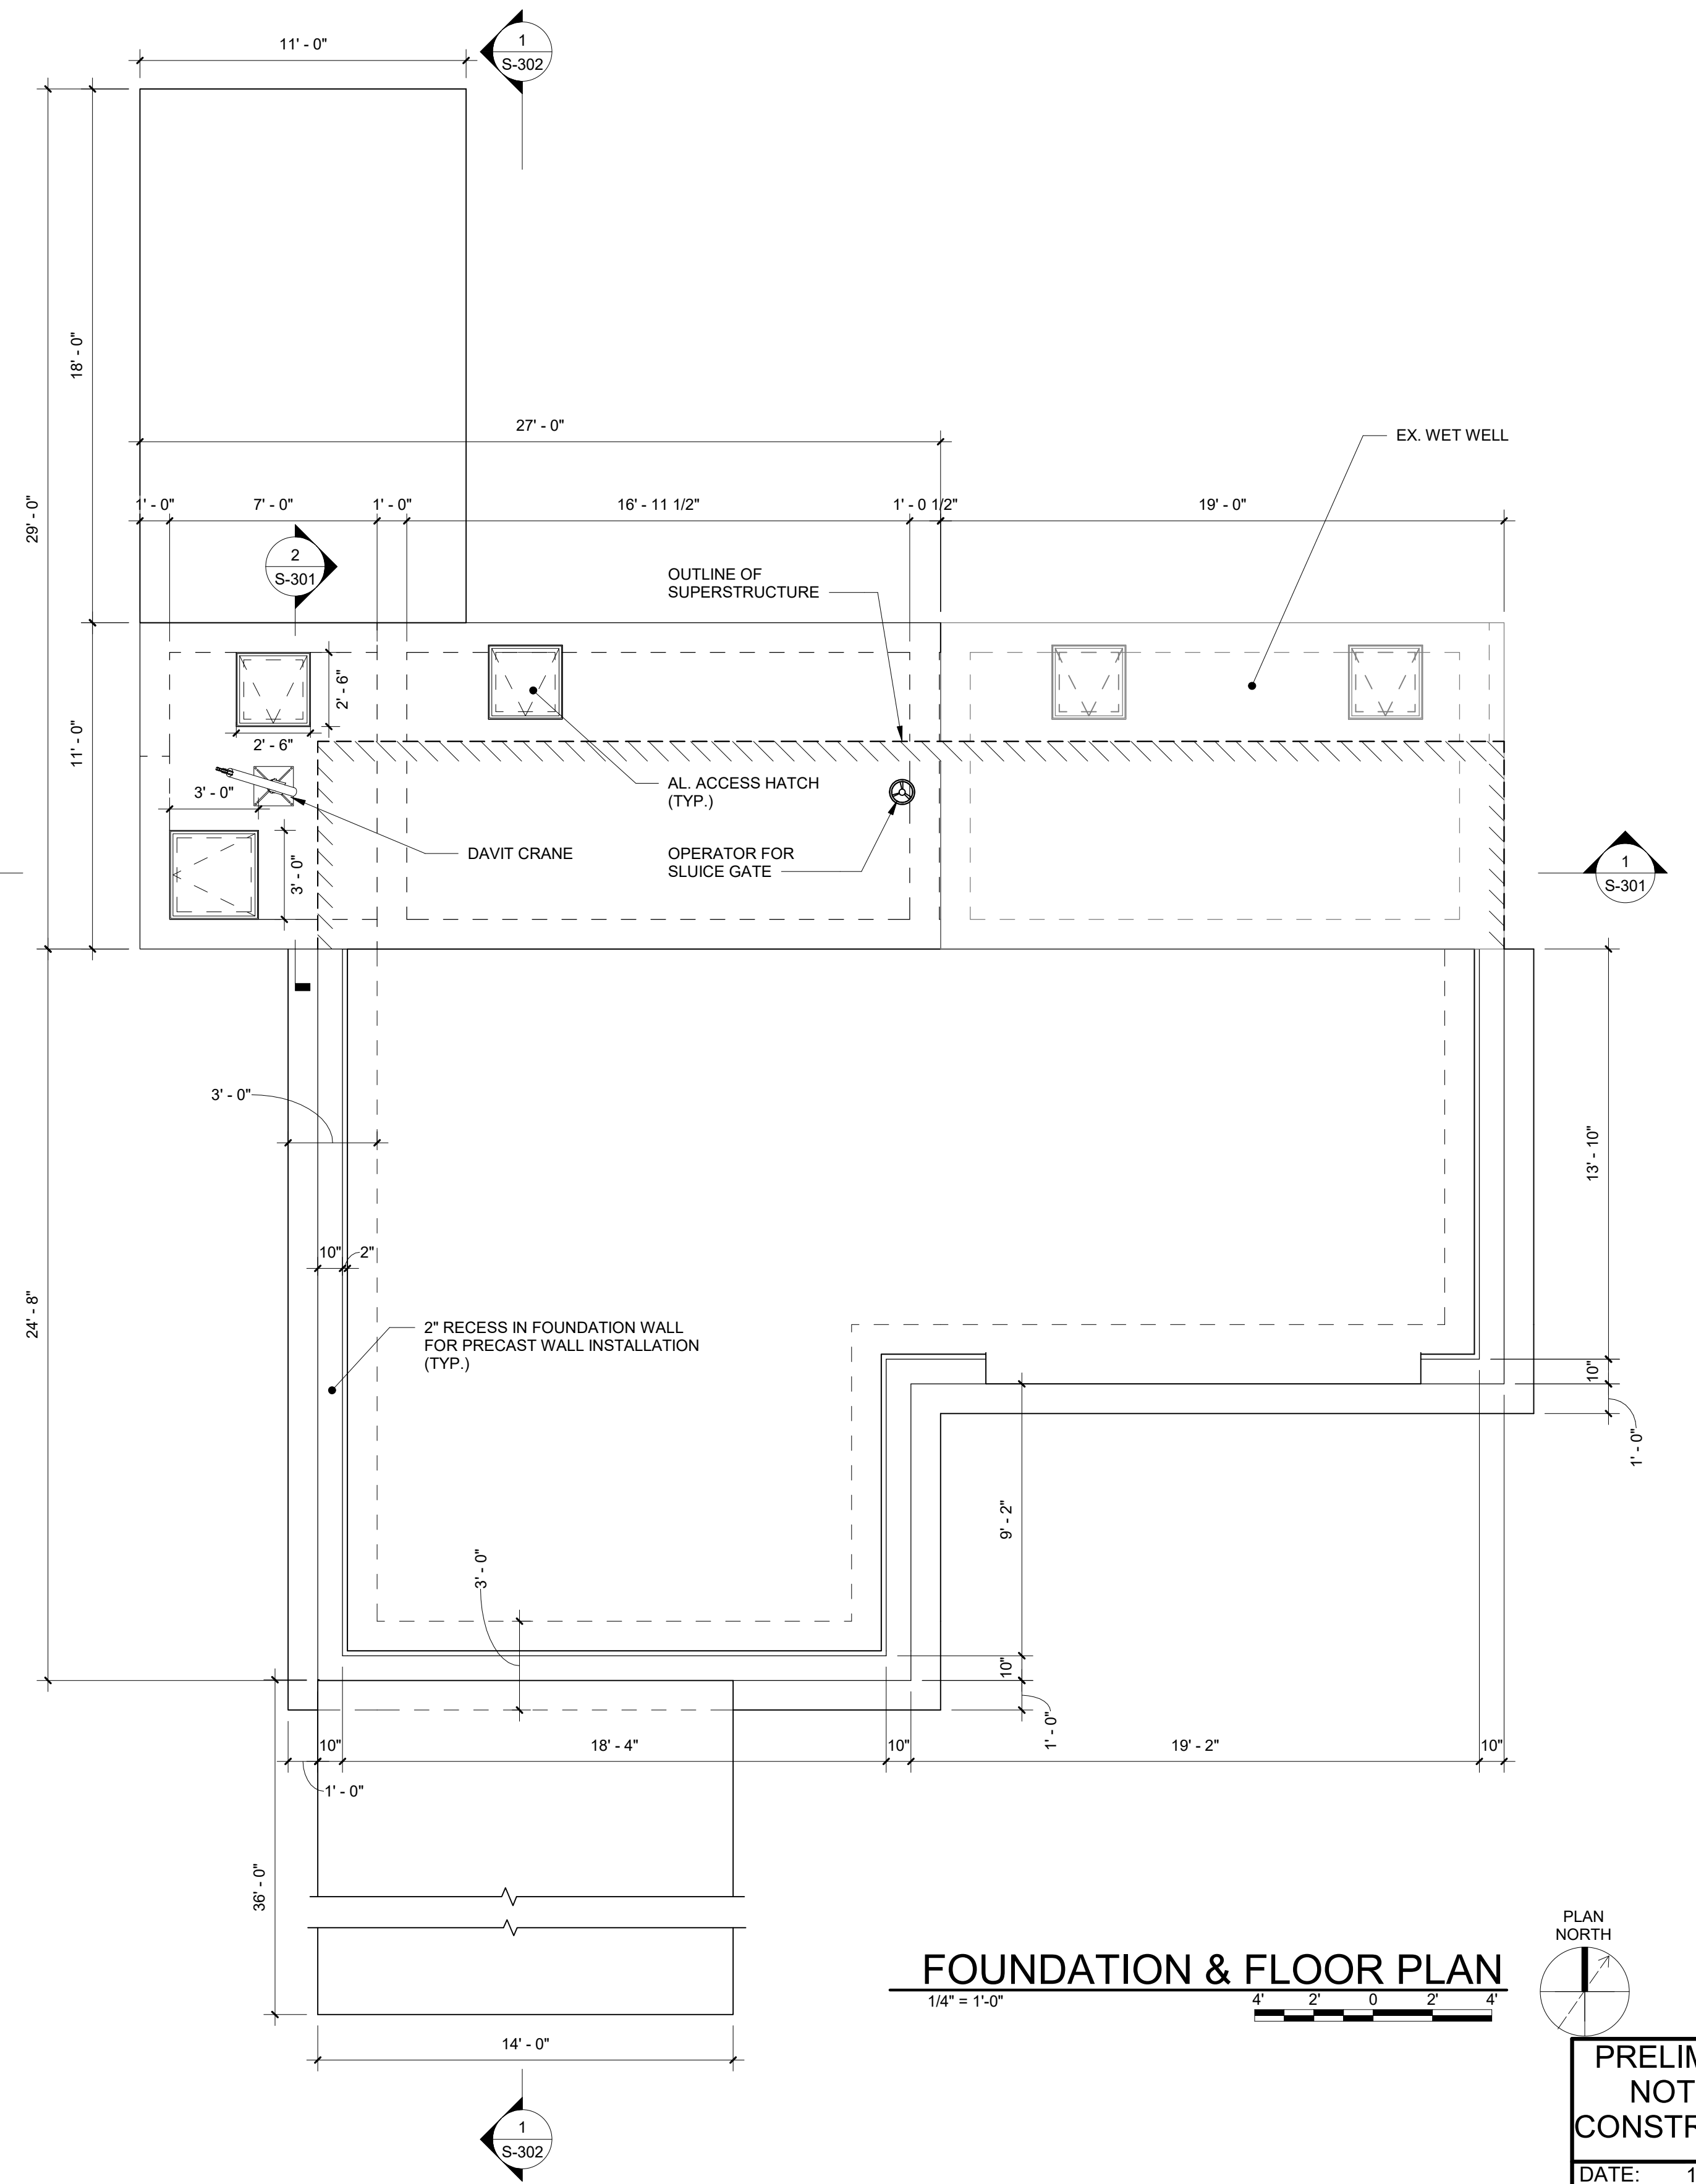 11' - 0"
1
S-302
18' - 0"
29' - 0"
27' - 0"
EX. WET WELL
1' - 0"
7' - 0"
1' - 0"
16' - 11 1/2"
1' - 0 1/2"
19' - 0"
2
S-301
OUTLINE OF
SUPERSTRUCTURE
2' - 6"
2' - 6"
11' - 0"
AL. ACCESS HATCH
(TYP.)
3' - 0"
DAVIT CRANE
OPERATOR FOR
SLUICE GATE
3' - 0"
1
S-301
3' - 0"
13' - 10"
10"
2"
24' - 8"
2" RECESS IN FOUNDATION WALL
FOR PRECAST WALL INSTALLATION
(TYP.)
10"
1' - 0"
9' - 2"
3' - 0"
10"
1' - 0"
10"
18' - 4"
10"
19' - 2"
10"
1' - 0"
36' - 0"
14' - 0"
1
S-302
FOUNDATION & FLOOR PLAN
1/4" = 1'-0"
4' 2' 0 2' 4'
PLAN
NORTH
PRELIM
NOT
CONSTR
DATE: 1